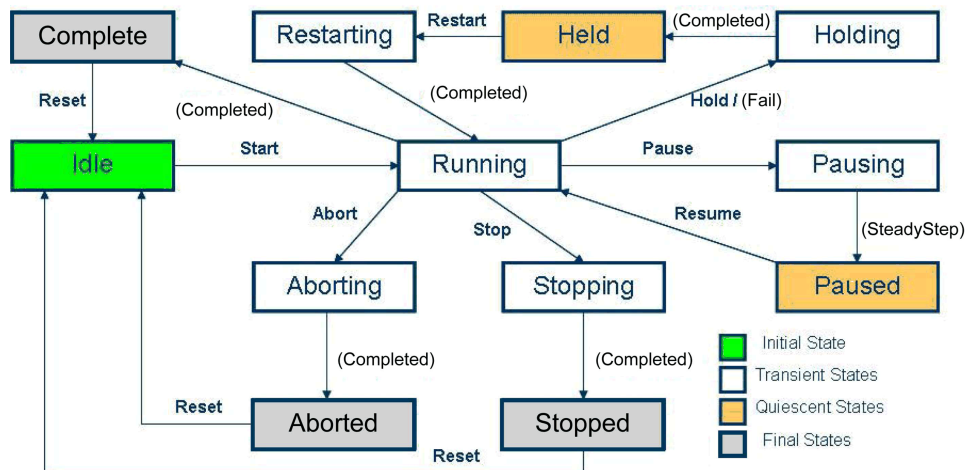 Complete
Restarting
Restart
Held
(Completed)
Holding
Reset
(Completed)
(Completed)
Hold / (Fail)
Idle
Start
Running
Pause
Pausing
Abort
Stop
Resume
(SteadyStep)
Aborting
Stopping
Paused
(Completed)
(Completed)
Initial State
Transient States
Quiescent States
Final States
Reset
Aborted
Stopped
Reset